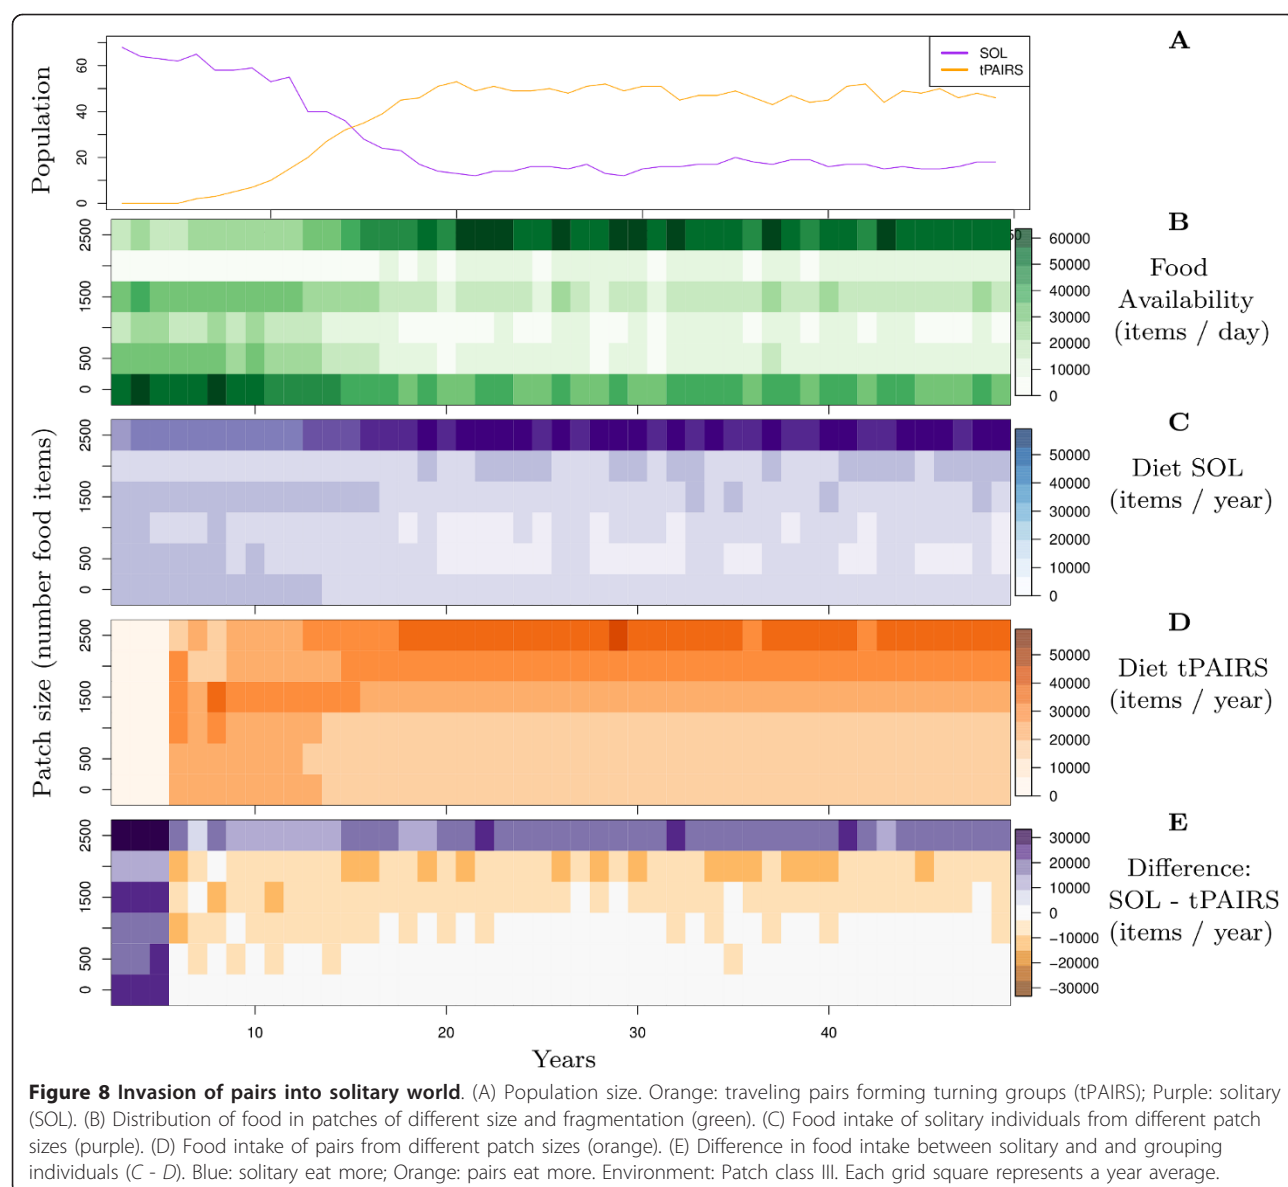 A
Population
0
20
40
60
SOL
tPAIRS
B
Food
Availability
(items / day)
2500
1500
500
0
60000
50000
40000
30000
20000
10000
0
C
Diet SOL
(items / year)
2500
1500
500
0
50000
40000
30000
20000
10000
0
Patch size (number food items)
D
Diet tPAIRS
(items / year)
2500
1500
500
0
50000
40000
30000
20000
10000
0
E
Difference:
SOL - tPAIRS
(items / year)
2500
1500
500
0
30000
20000
10000
0
−10000
−20000
−30000
10 20 30 40
Years
Figure 8 Invasion of pairs into solitary world. (A) Population size. Orange: traveling pairs forming turning groups (tPAIRS); Purple: solitary
(SOL). (B) Distribution of food in patches of different size and fragmentation (green). (C) Food intake of solitary individuals from different patch
sizes (purple). (D) Food intake of pairs from different patch sizes (orange). (E) Difference in food intake between solitary and and grouping
individuals (C - D). Blue: solitary eat more; Orange: pairs eat more. Environment: Patch class III. Each grid square represents a year average.